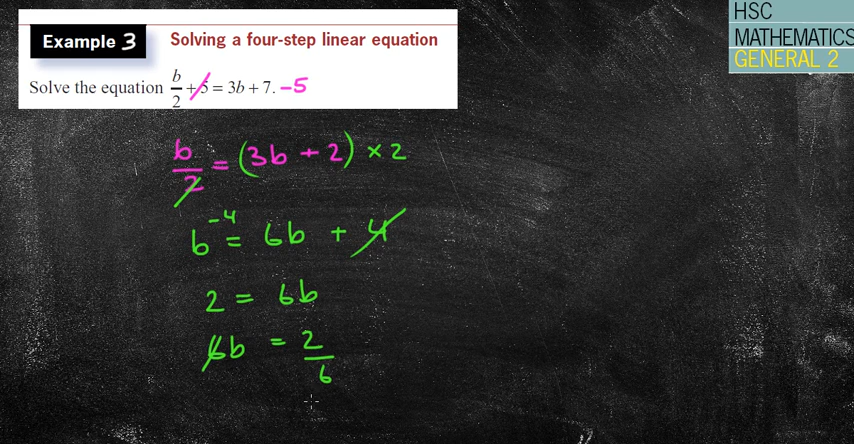 HSC
MATHEMATICS
GENERAL 2
Example 3 Solving a four-step linear equation
Solve the equation b/2 + 5 = 3b + 7. -5
b/2 = (3b + 2) × 2
b -4 = 6b + 4
2 = 6b
6b = 2/6